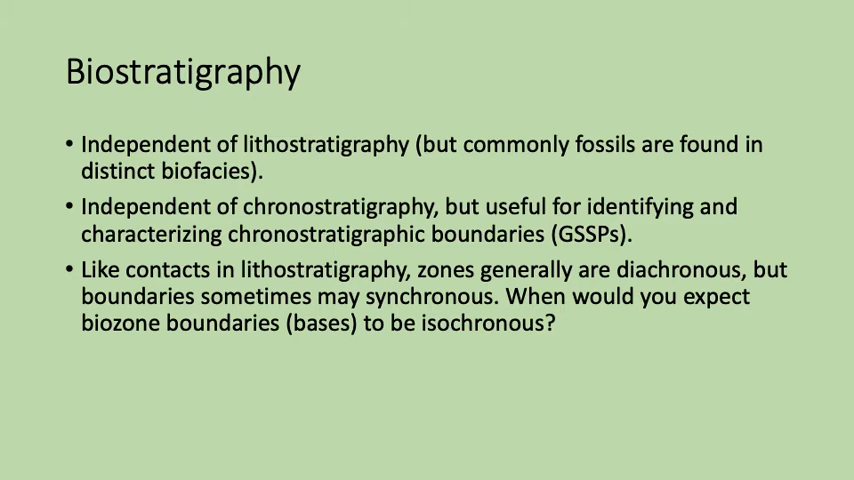 Biostratigraphy
• Independent of lithostratigraphy (but commonly fossils are found in
distinct biofacies).
• Independent of chronostratigraphy, but useful for identifying and
characterizing chronostratigraphic boundaries (GSSPs).
• Like contacts in lithostratigraphy, zones generally are diachronous, but
boundaries sometimes may synchronous. When would you expect
biozone boundaries (bases) to be isochronous?